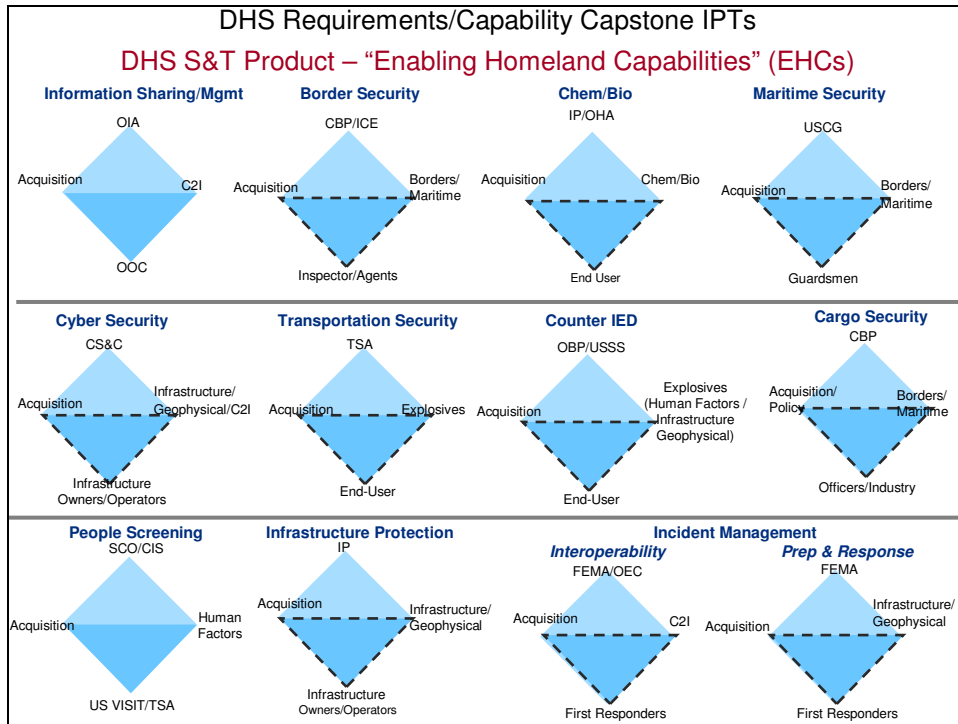 DHS Requirements/Capability Capstone IPTs
DHS S&T Product – “Enabling Homeland Capabilities” (EHCs)
Information Sharing/Mgmt
OIA
Acquisition
C2I
OOC
Border Security
CBP/ICE
Acquisition
Borders/
Maritime
Inspector/Agents
Chem/Bio
IP/OHA
Acquisition
Chem/Bio
End User
Maritime Security
USCG
Acquisition
Borders/
Maritime
Guardsmen
Cyber Security
CS&C
Acquisition
Infrastructure/
Geophysical/C2I
Infrastructure
Owners/Operators
Transportation Security
TSA
Acquisition
Explosives
End-User
Counter IED
OBP/USSS
Acquisition
Explosives
(Human Factors /
Infrastructure
Geophysical)
End-User
Cargo Security
CBP
Acquisition/
Policy
Borders/
Maritime
Officers/Industry
People Screening
SCO/CIS
Acquisition
Human
Factors
US VISIT/TSA
Infrastructure Protection
IP
Acquisition
Infrastructure/
Geophysical
Infrastructure
Owners/Operators
Incident Management
Interoperability
FEMA/OEC
Acquisition
C2I
First Responders
Prep & Response
FEMA
Acquisition
Infrastructure/
Geophysical
First Responders